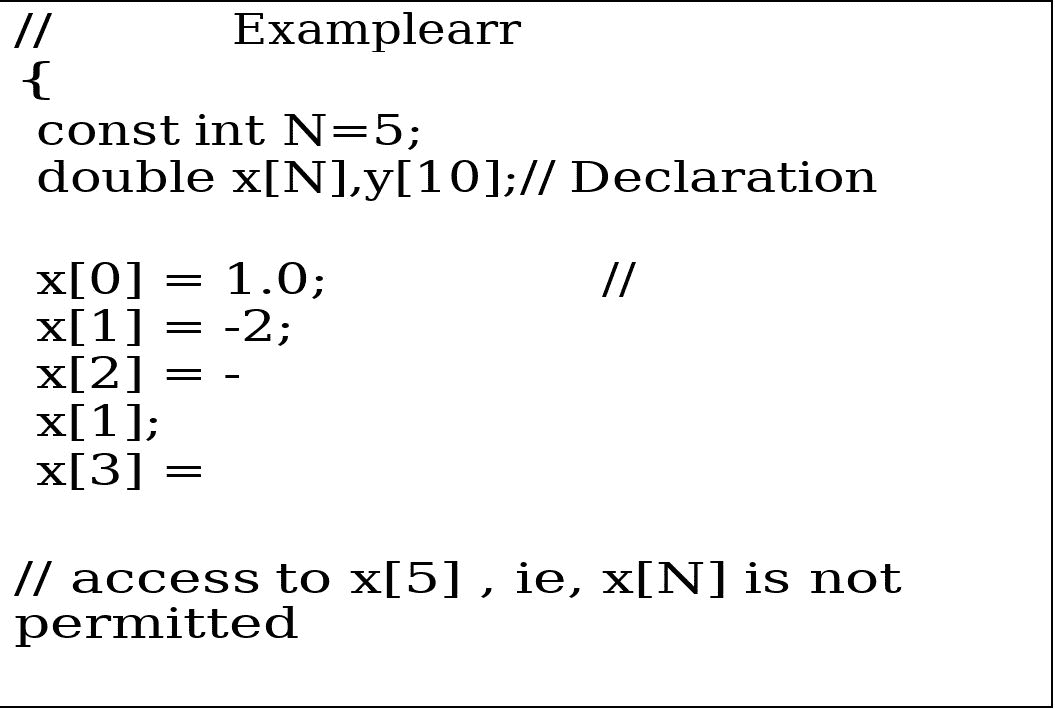 // Examplearr
{
const int N=5;
double x[N],y[10];// Declaration
x[0] = 1.0; //
x[1] = -2;
x[2] = -
x[1];
x[3] =
// access to x[5] , ie, x[N] is not
permitted